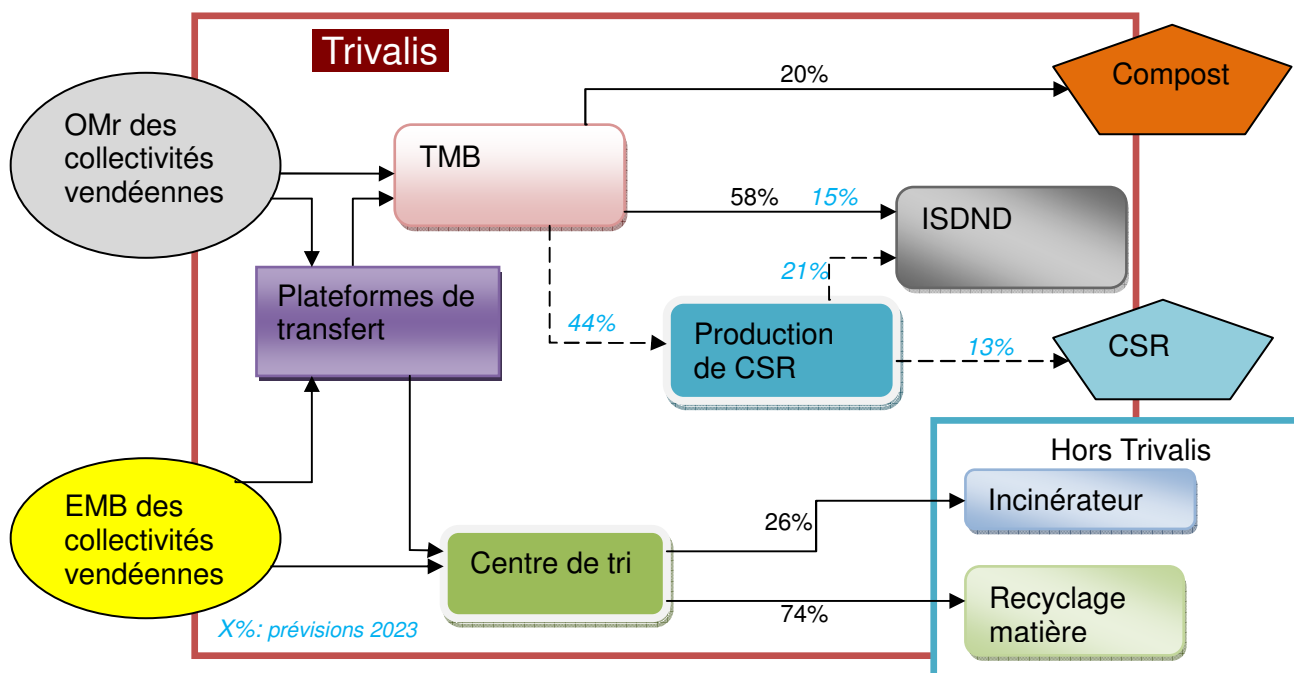 Trivalis
20%
Compost
OMr des
collectivités
vendéennes
TMB
58% 15%
ISDND
21%
Plateformes de
transfert
44%
Production
de CSR
13%
CSR
Hors Trivalis
Incinérateur
EMB des
collectivités
vendéennes
26%
Centre de tri
74%
Recyclage
matière
X%: prévisions 2023